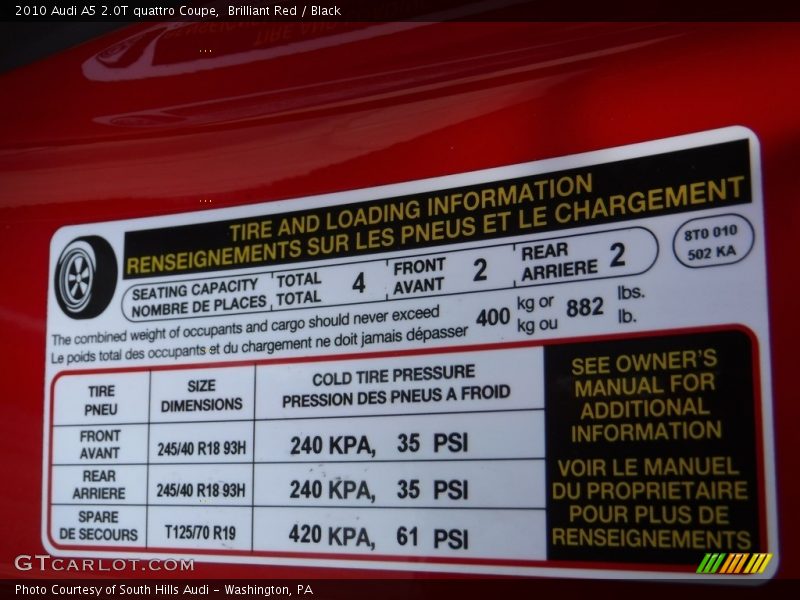 2010 Audi A5 2.0T quattro Coupe,  Brilliant Red / Black
TIRE AND LOADING INFORMATION
RENSEIGNEMENTS SUR LES PNEUS ET LE CHARGEMENT
8T0 010
502 KA
SEATING CAPACITY TOTAL 4 FRONT 2 REAR 2
NOMBRE DE PLACES TOTAL AVANT ARRIERE
The combined weight of occupants and cargo should never exceed 400 kg or 882 lbs.
Le poids total des occupants et du chargement ne doit jamais dépasser kg ou lb.
TIRE SIZE COLD TIRE PRESSURE
PNEU DIMENSIONS PRESSION DES PNEUS A FROID
FRONT
AVANT 245/40 R18 93H 240 KPA, 35 PSI
REAR
ARRIERE 245/40 R18 93H 240 KPA, 35 PSI
SPARE
DE SECOURS T125/70 R19 420 KPA, 61 PSI
SEE OWNER'S
MANUAL FOR
ADDITIONAL
INFORMATION
VOIR LE MANUEL
DU PROPRIETAIRE
POUR PLUS DE
RENSEIGNEMENTS
GTCARLOT.COM
Photo Courtesy of South Hills Audi - Washington, PA